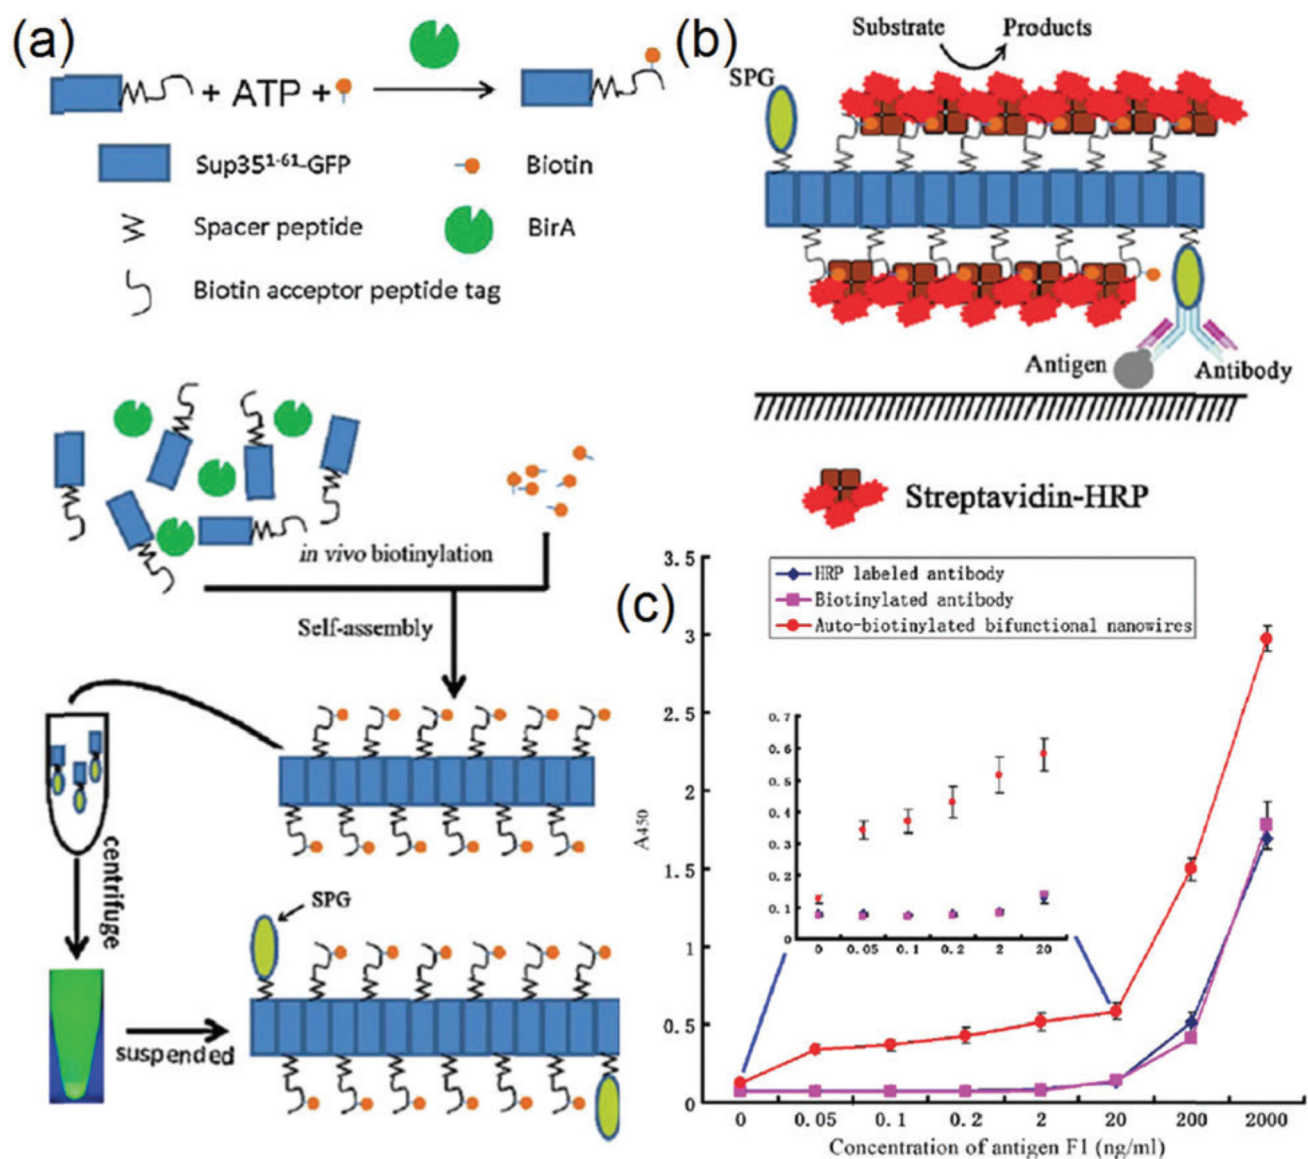 (a)
+ ATP +
Sup35¹⁻⁶¹-GFP
Biotin
Spacer peptide
BirA
Biotin acceptor peptide tag
in vivo biotinylation
Self-assembly
centrifuge
SPG
suspended
(b)
Substrate
Products
SPG
Antigen
Antibody
Streptavidin-HRP
(c)
HRP labeled antibody
Biotinylated antibody
Auto-biotinylated bifunctional nanowires
3.5
3
2.5
2
1.5
1
0.5
0
A450
0.7
0.6
0.5
0.4
0.3
0.2
0.1
0
0 0.05 0.1 0.2 2 20
0 0.05 0.1 0.2 2 20 200 2000
Concentration of antigen F1 (ng/ml)